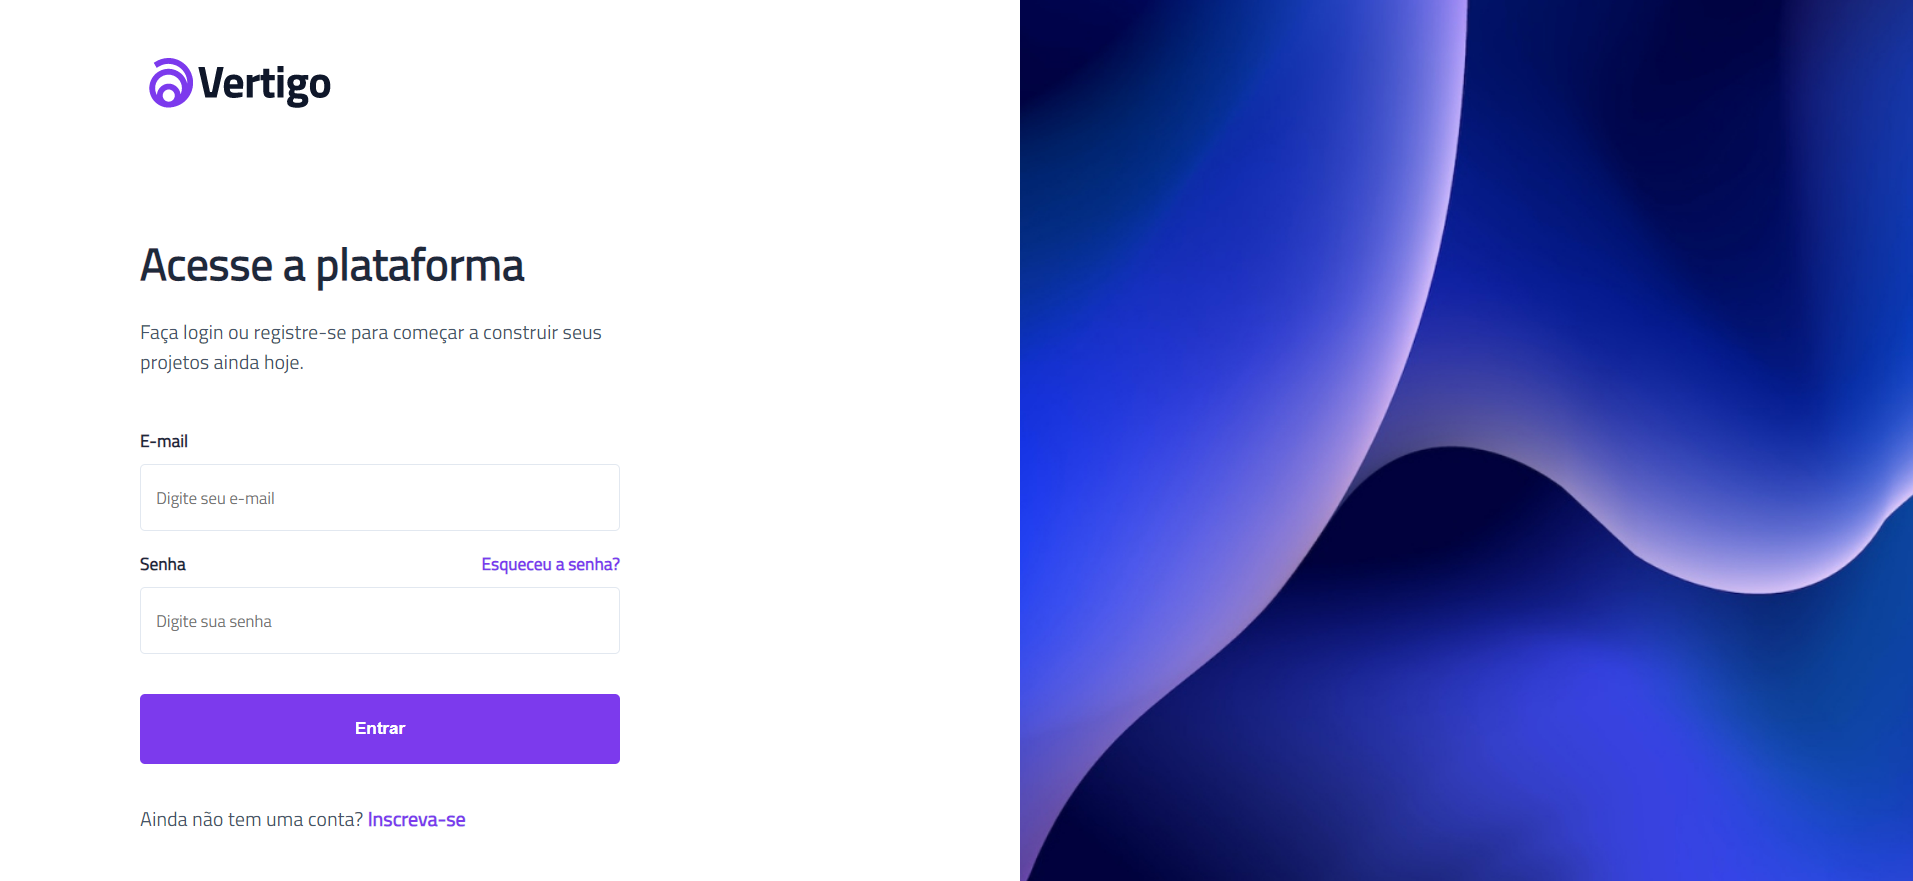 Vertigo
Acesse a plataforma
Faça login ou registre-se para começar a construir seus
projetos ainda hoje.
E-mail
Digite seu e-mail
Senha Esqueceu a senha?
Digite sua senha
Entrar
Ainda não tem uma conta? Inscreva-se